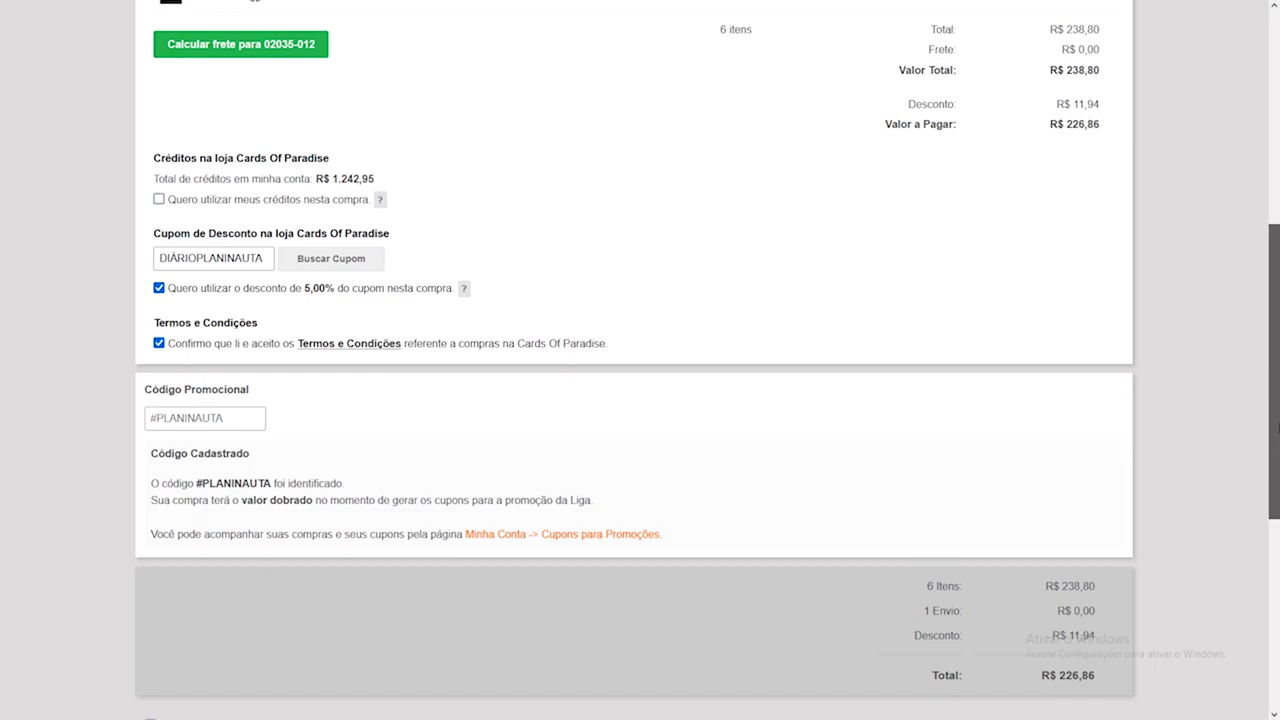 Calcular frete para 02035-012
6 itens
Total: R$ 238,80
Frete: R$ 0,00
Valor Total: R$ 238,80
Desconto: R$ 11,94
Valor a Pagar: R$ 226,86
Créditos na loja Cards Of Paradise
Total de créditos em minha conta: R$ 1.242,95
Quero utilizar meus créditos nesta compra. ?
Cupom de Desconto na loja Cards Of Paradise
DIÁRIOPLANINAUTA Buscar Cupom
Quero utilizar o desconto de 5,00% do cupom nesta compra. ?
Termos e Condições
Confirmo que li e aceito os Termos e Condições referente a compras na Cards Of Paradise.
Código Promocional
#PLANINAUTA
Código Cadastrado
O código #PLANINAUTA foi identificado.
Sua compra terá o valor dobrado no momento de gerar os cupons para a promoção da Liga.
Você pode acompanhar suas compras e seus cupons pela página Minha Conta -> Cupons para Promoções.
6 Itens: R$ 238,80
1 Envio: R$ 0,00
Desconto: - R$ 11,94
Ativar o Windows
Acesse Configurações para ativar o Windows.
Total: R$ 226,86